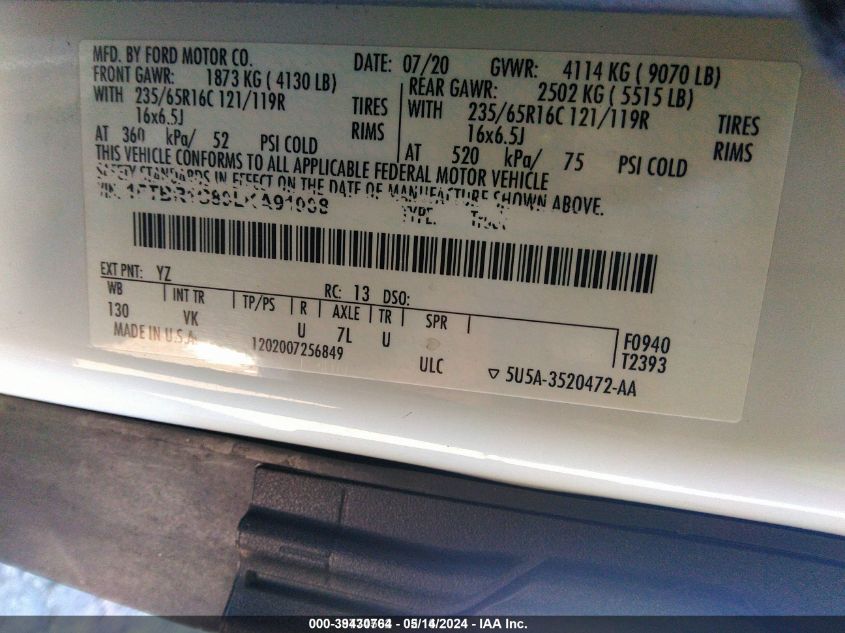 MFD. BY FORD MOTOR CO.
DATE: 07/20 GVWR: 4114 KG ( 9070 LB)
FRONT GAWR: 1873 KG ( 4130 LB)
WITH 235/65R16C 121/119R TIRES
16x6.5J RIMS
AT 360 kPa/ 52 PSI COLD
REAR GAWR: 2502 KG ( 5515 LB)
WITH 235/65R16C 121/119R TIRES
16x6.5J RIMS
AT 520 kPa/ 75 PSI COLD
THIS VEHICLE CONFORMS TO ALL APPLICABLE FEDERAL MOTOR VEHICLE
SAFETY STANDARDS IN EFFECT ON THE DATE OF MANUFACTURE SHOWN ABOVE.
VIN: TYPE: TRUCK
EXT PNT: YZ RC: 13 DSO:
WB INT TR TP/PS R AXLE TR SPR
130 VK U 7L U ULC
F0940
T2393
MADE IN U.S.A.
1202007256849
5U5A-3520472-AA
05/14/2024 - IAA Inc.